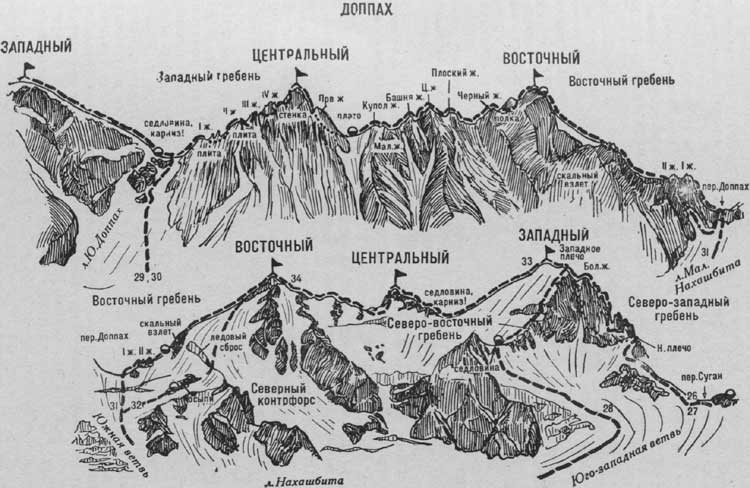 ДОППАХ
ЗАПАДНЫЙ
ЦЕНТРАЛЬНЫЙ
ВОСТОЧНЫЙ
Западный гребень
Плоский ж.
Восточный гребень
седловина,
карниз!
I ж.
II ж.
III ж.
IV ж.
Прв ж
плато
Купол ж.
Башня ж.
Ц.ж
Черный ж.
стенка
плита
плита
Мал.ж.
полка
скальный
взлет
II ж. I ж.
пер.Доппах
л.Ю.Доппах
29,30
31
л.Мал.
Нахашбита
ВОСТОЧНЫЙ
ЦЕНТРАЛЬНЫЙ
ЗАПАДНЫЙ
34
33
Западное
плечо
Бол.ж.
Восточный гребень
седловина,
карниз!
Северо-западный
гребень
пер.Доппах
скальный
взлет
I ж. II ж.
ледовый
сброс
Северо-восточный
гребень
седловина
Н. плечо
пер.Суган
31
32
осыпи
Северный
контрфорс
28
26
27
Южная ветвь
Юго-западная ветвь
л.Нахашбита